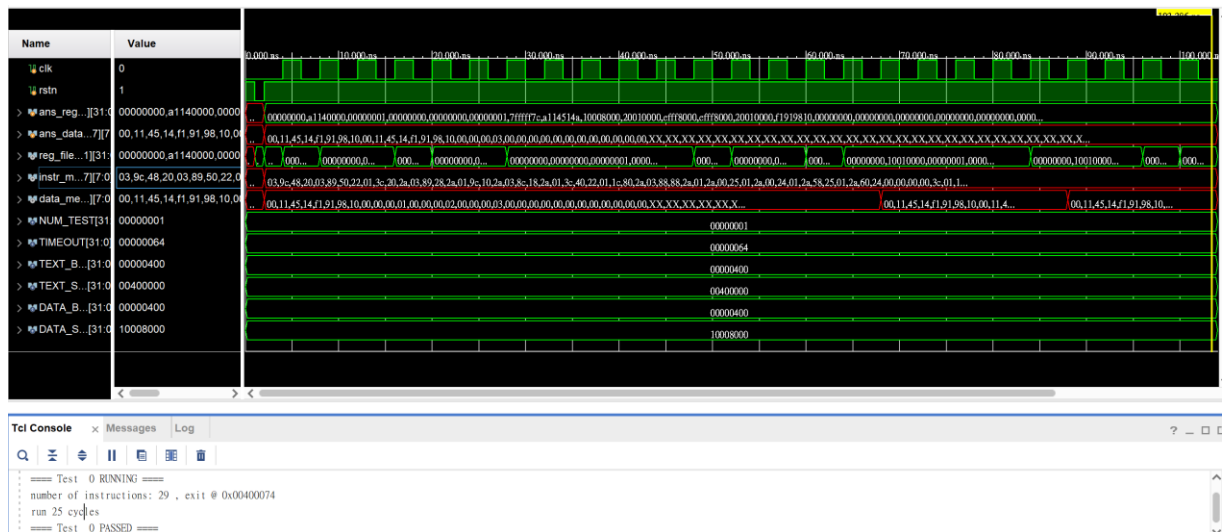 Name Value
0.000 ns 10.000 ns 20.000 ns 30.000 ns 40.000 ns 50.000 ns 60.000 ns 70.000 ns 80.000 ns 90.000 ns 100.000 n
clk 0
rstn 1
ans_reg...][31:0 00000000,a1140000,0000 .. 00000000,a1140000,00000001,00000000,00000000,00000001,7fffff7c,a114514a,10008000,20010000,cfff8000,cfff8000,20010000,f1919810,00000000,00000000,00000000,00000000,00000000,0000...
ans_data...7][7 00,11,45,14,f1,91,98,10,00 .. 00,11,45,14,f1,91,98,10,00,11,45,14,f1,91,98,10,00,00,00,03,00,00,00,00,00,00,00,00,00,00,00,00,XX,XX,XX,XX,XX,XX,XX,XX,XX,XX,XX,XX,XX,XX,XX,XX,XX,XX,XX,XX,XX,XX,X...
reg_file...1][31: 00000000,a1140000,0000 .. 000... 00000000,0... 000... 00000000,0... 00000000,00000000,00000001,0000... 000... 00000000,0... 000... 00000000,10010000,00000001,0000... 00000000,10010000... 000... 000...
instr_m...7][7:0 03,9c,48,20,03,89,50,22,0 .. 03,9c,48,20,03,89,50,22,01,3c,20,2a,03,89,28,2a,01,9c,10,2a,03,8c,18,2a,01,3c,40,22,01,1c,80,2a,03,88,88,2a,01,2a,00,25,01,2a,00,24,01,2a,58,25,01,2a,60,24,00,00,00,00,3c,01,1...
data_me...][7:0 00,11,45,14,f1,91,98,10,00 .. 00,11,45,14,f1,91,98,10,00,00,00,01,00,00,00,02,00,00,00,03,00,00,00,00,00,00,00,00,00,00,00,00,XX,XX,XX,XX,XX,X... 00,11,45,14,f1,91,98,10,00,11,4... 00,11,45,14,f1,91,98,10,...
NUM_TEST[31: 00000001 00000001
TIMEOUT[31:0] 00000064 00000064
TEXT_B...[31:0 00000400 00000400
TEXT_S...[31:0 00400000 00400000
DATA_B...[31:0 00000400 00000400
DATA_S...[31:0 10008000 10008000
Tcl Console × Messages Log
==== Test 0 RUNNING ====
number of instructions: 29 , exit @ 0x00400074
run 25 cycles
==== Test 0 PASSED ====